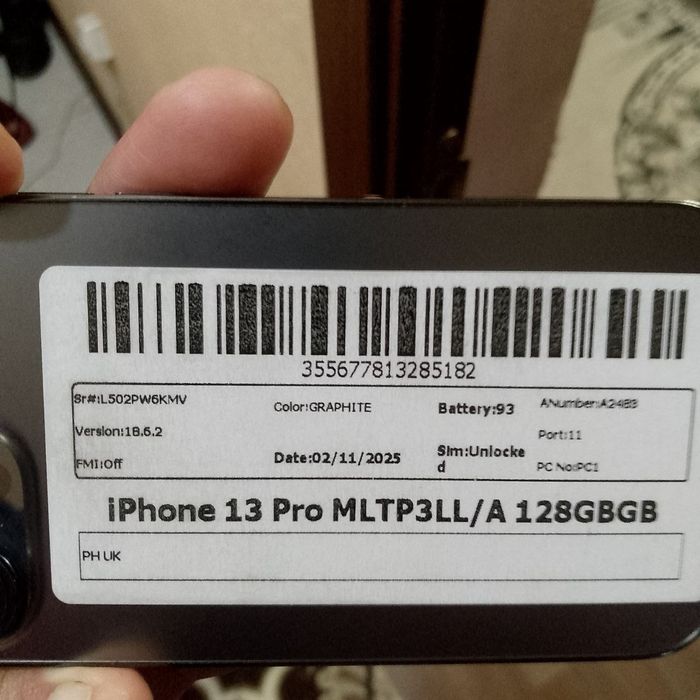 355677813285182
Sr#:L502PW6KMV
Color:GRAPHITE
Battery:93
ANumber:A2483
Version:18.6.2
Port:11
FMI:Off
Date:02/11/2025
Sim:Unlocke
d
PC No:PC1
iPhone 13 Pro MLTP3LL/A 128GBGB
PH UK